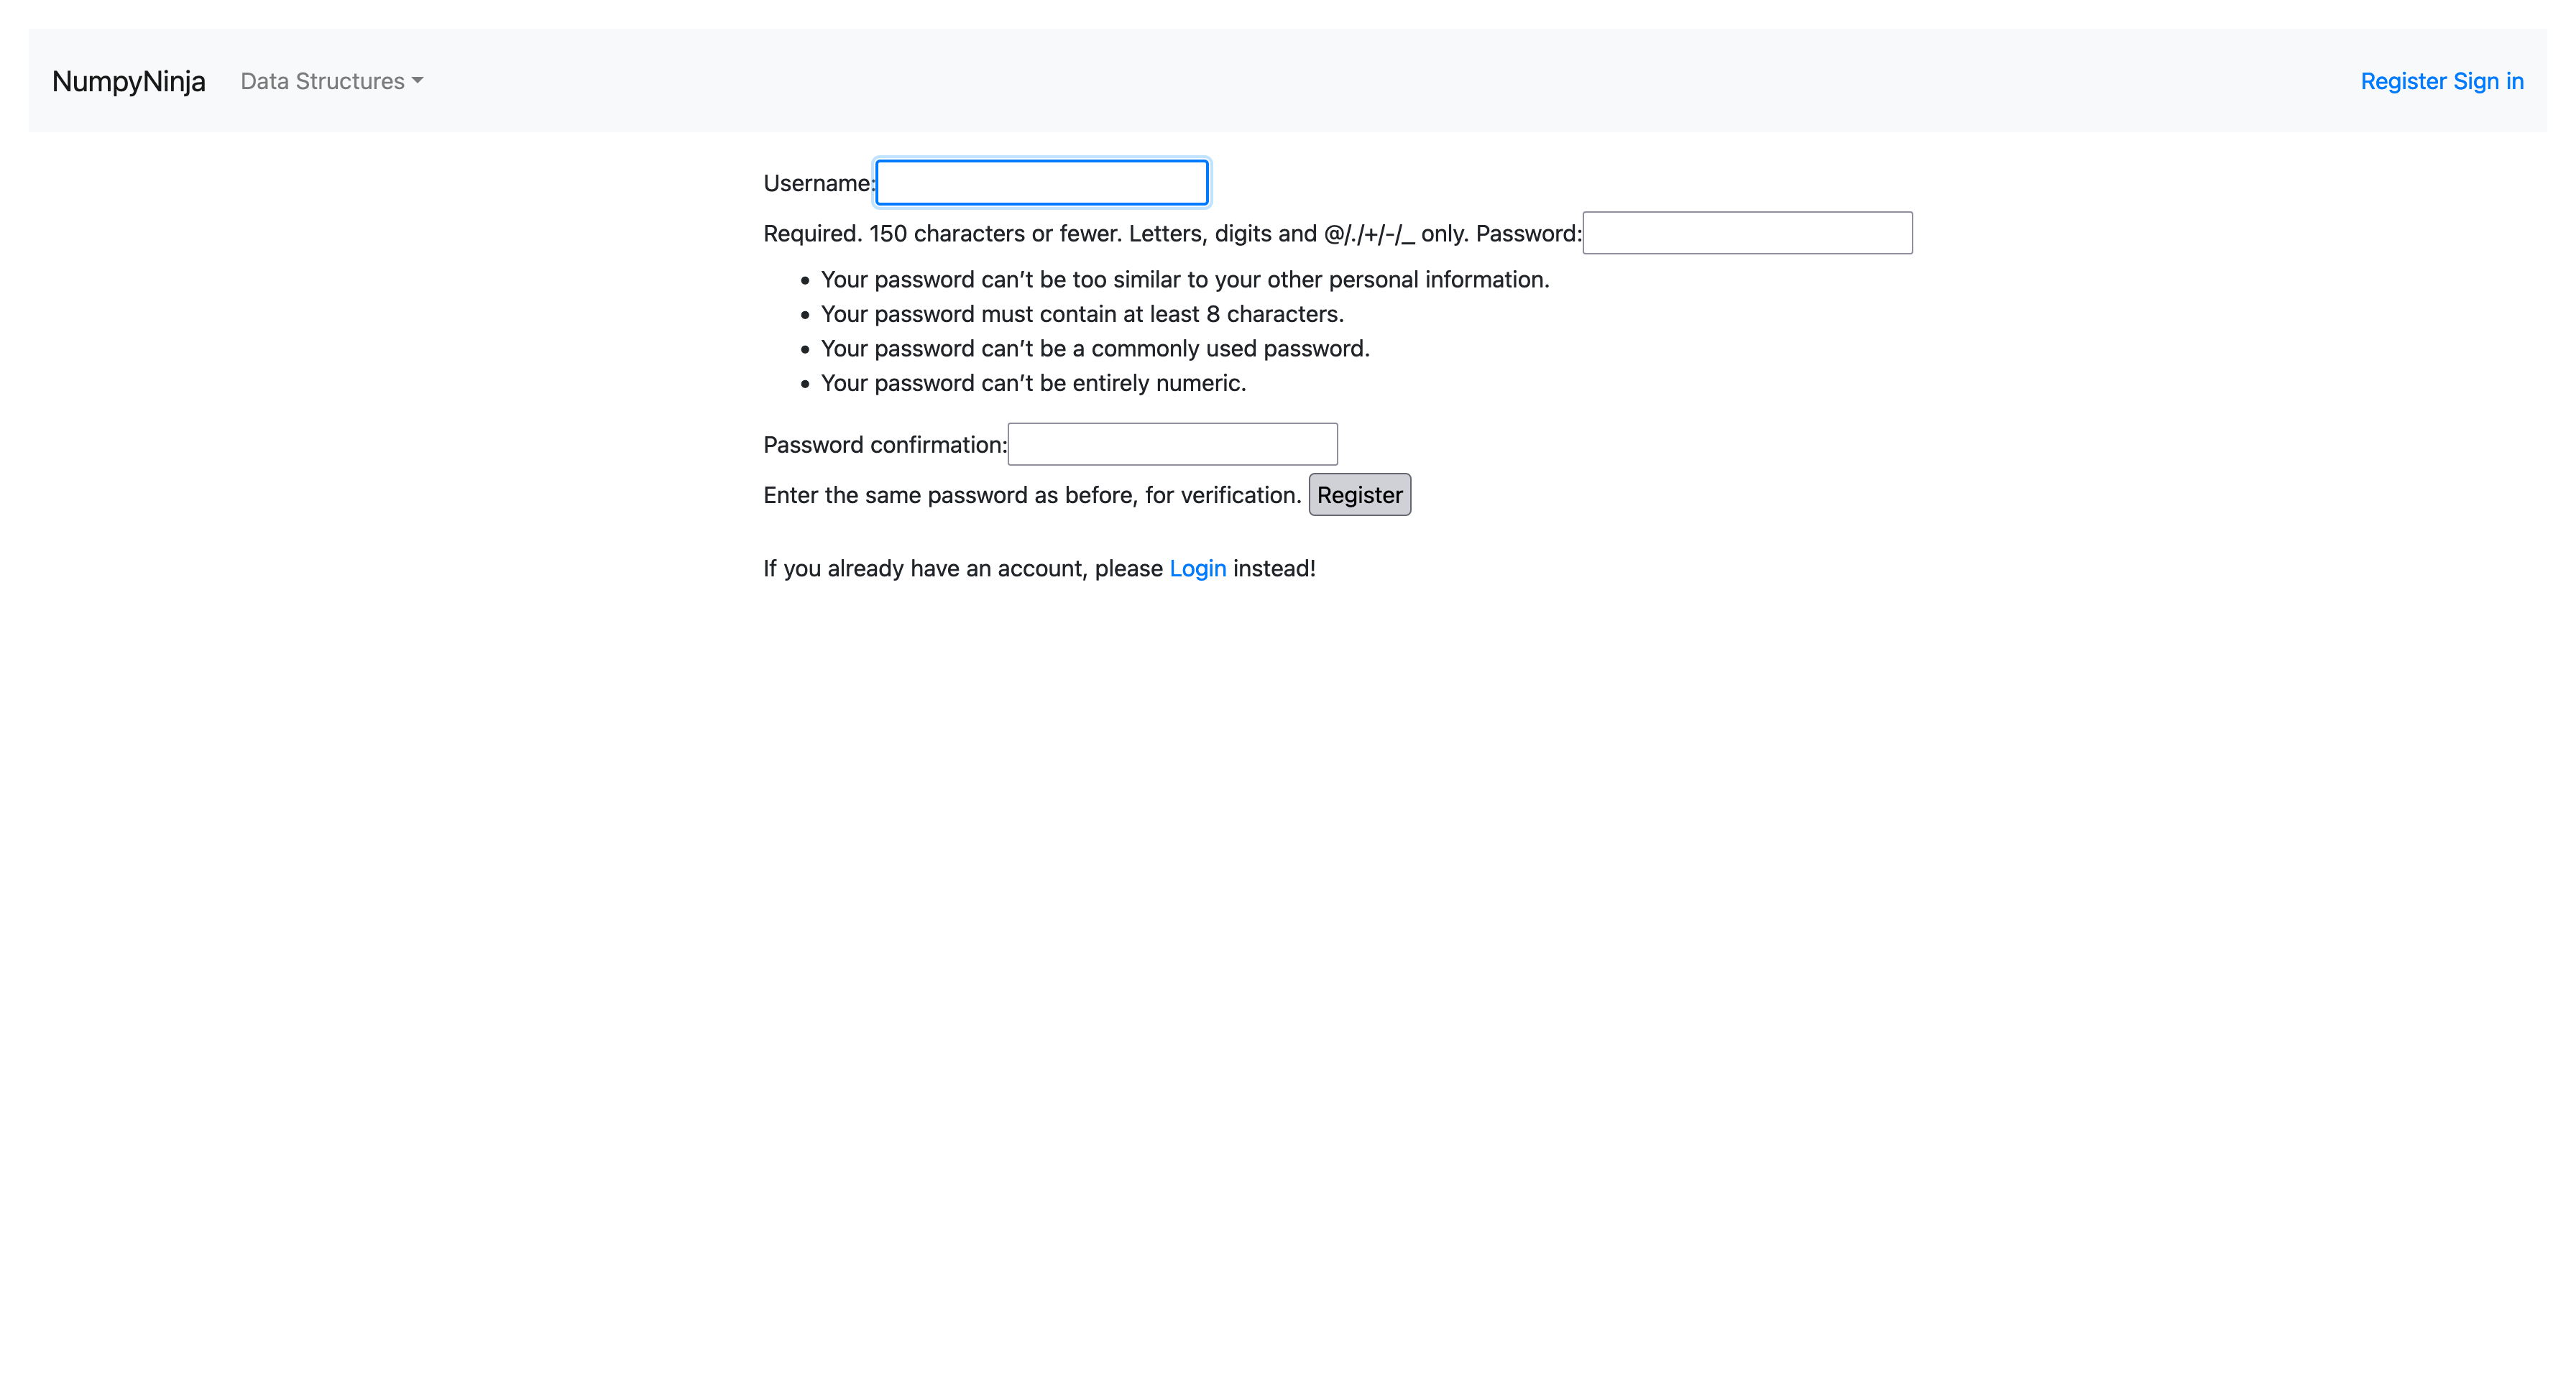 NumpyNinja Data Structures Register Sign in
Username:
Required. 150 characters or fewer. Letters, digits and @/./+/-/_ only. Password:
• Your password can’t be too similar to your other personal information.
• Your password must contain at least 8 characters.
• Your password can’t be a commonly used password.
• Your password can’t be entirely numeric.
Password confirmation:
Enter the same password as before, for verification. Register
If you already have an account, please Login instead!